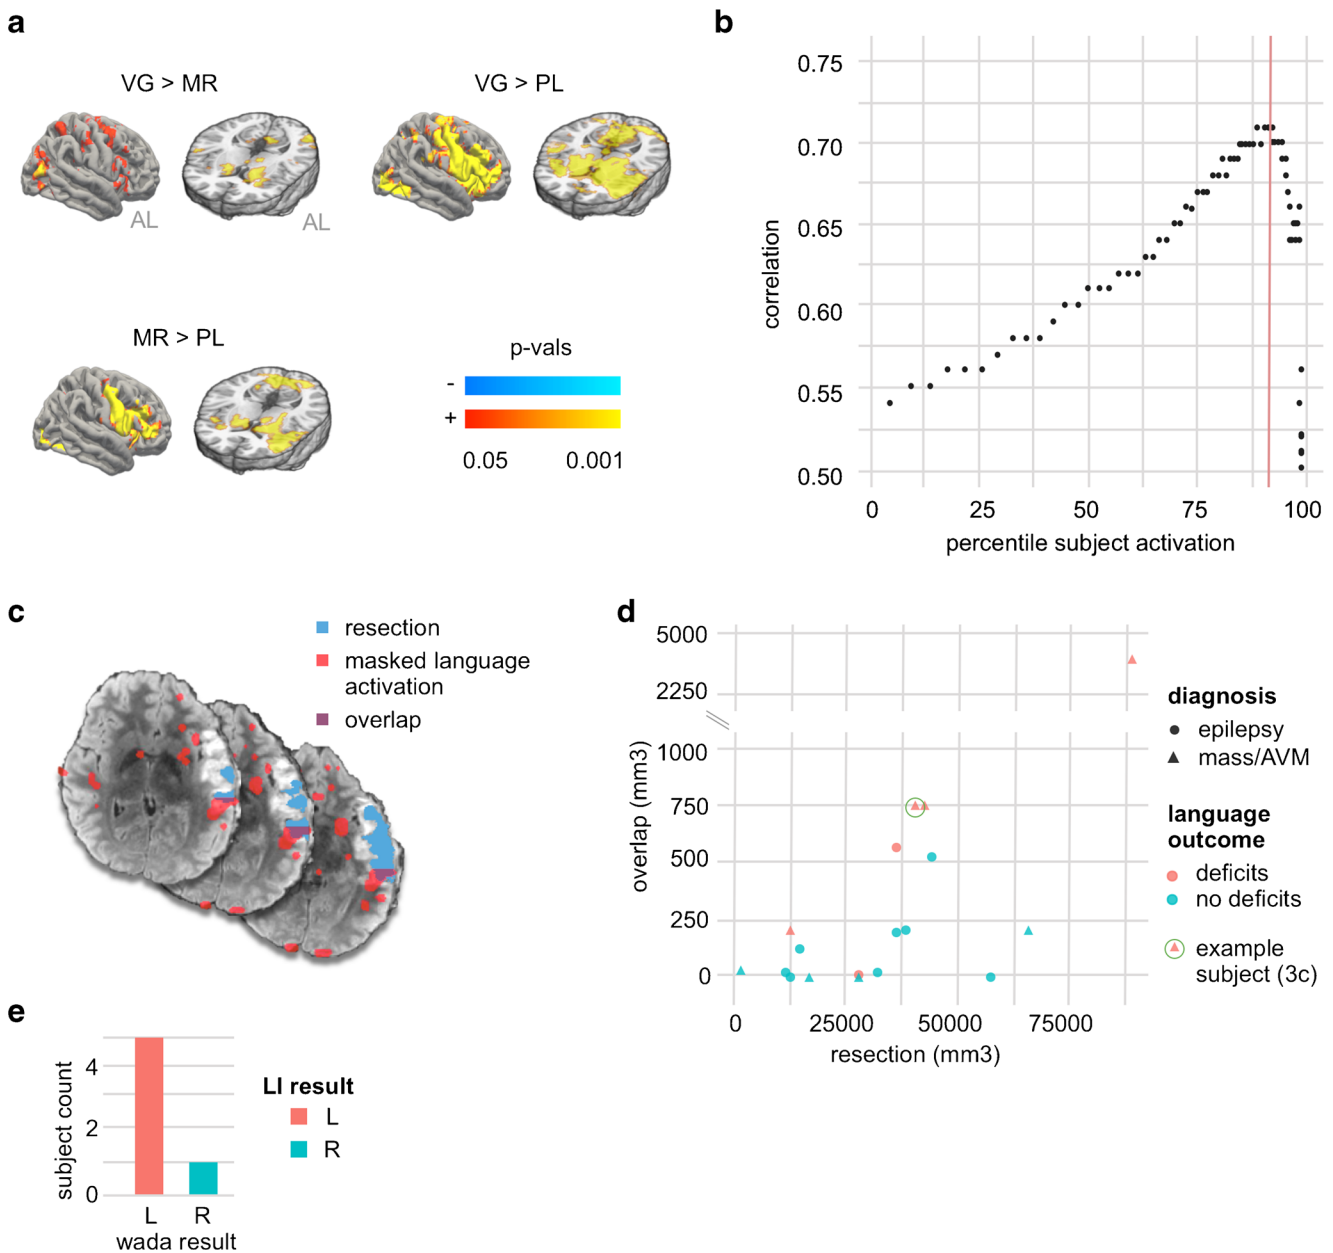 a
VG > MR
VG > PL
AL
AL
MR > PL
p-vals
-
+
0.05 0.001
b
0.75
0.70
0.65
0.60
0.55
0.50
correlation
0 25 50 75 100
percentile subject activation
c
resection
masked language
activation
overlap
d
5000
2250
1000
750
500
250
0
overlap (mm3)
0 25000 50000 75000
resection (mm3)
diagnosis
epilepsy
mass/AVM
language
outcome
deficits
no deficits
example
subject (3c)
e
4
2
0
subject count
L R
wada result
LI result
L
R